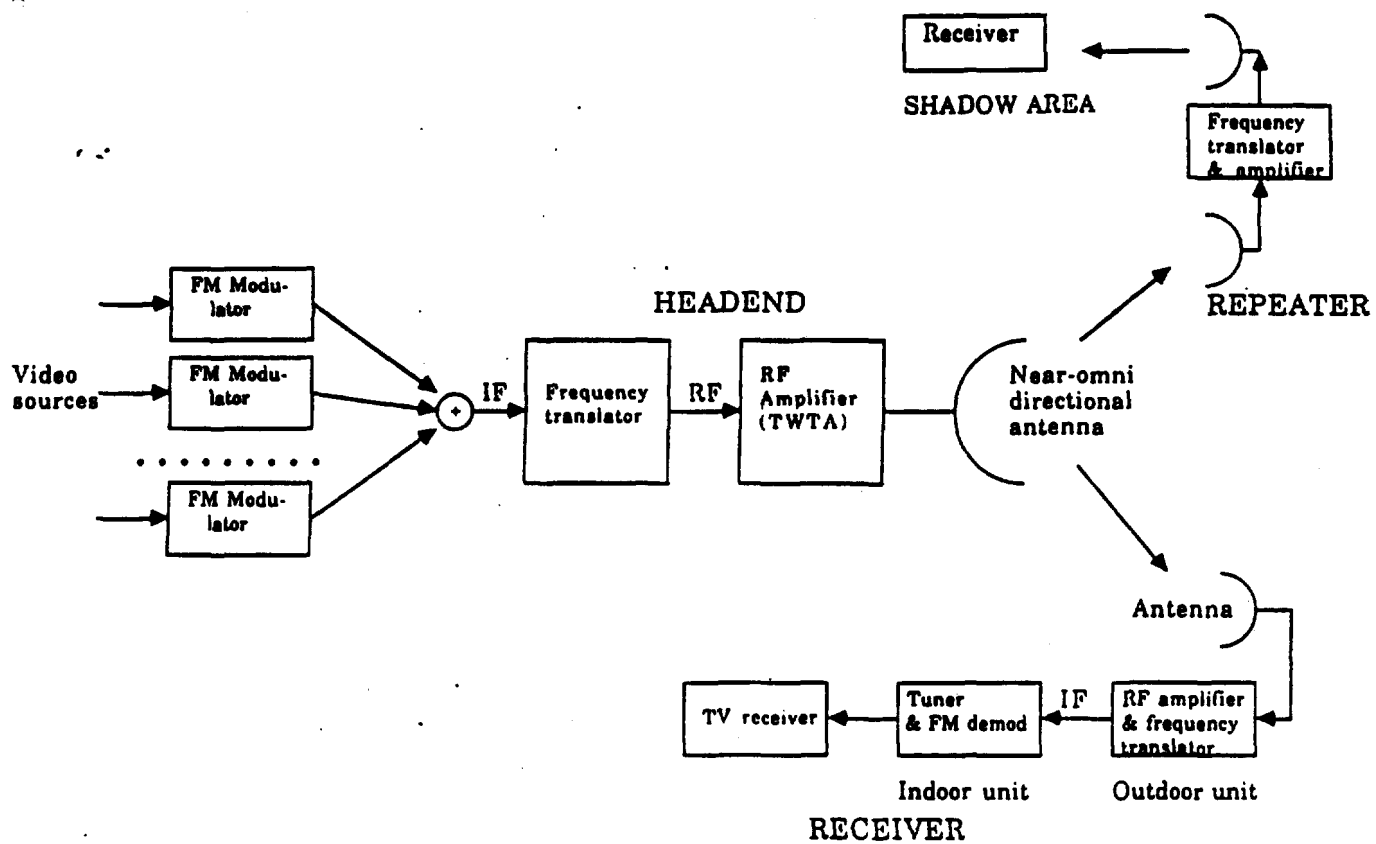 Receiver
SHADOW AREA
Frequency
translator
& amplifier
REPEATER
FM Modu-
lator
HEADEND
Video
sources
FM Modu-
lator
+
IF
Frequency
translator
RF
RF
Amplifier
(TWTA)
Near-omni
directional
antenna
FM Modu-
lator
Antenna
TV receiver
Tuner
& FM demod
IF
RF amplifier
& frequency
translator
Indoor unit
Outdoor unit
RECEIVER